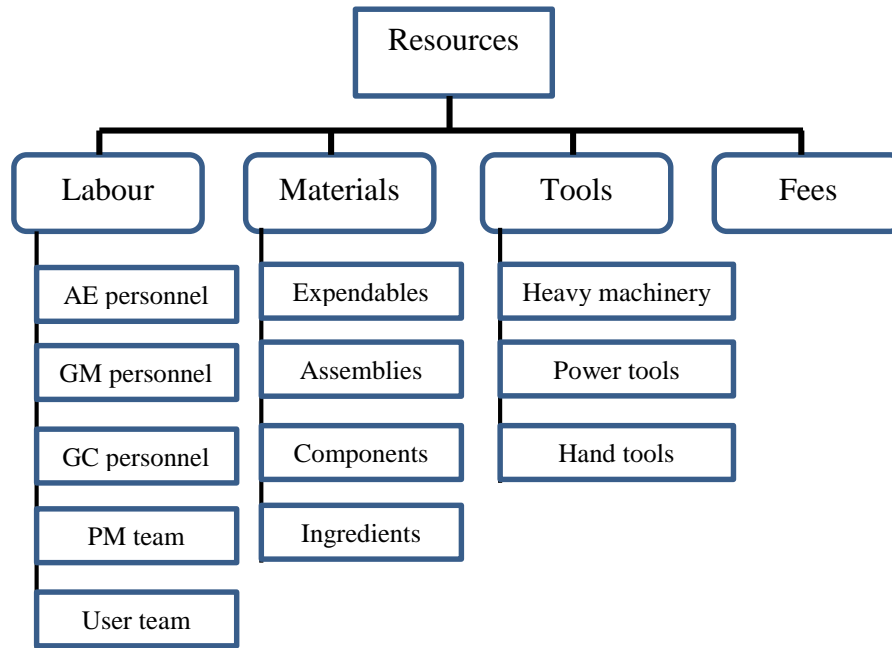 Resources
Labour
Materials
Tools
Fees
AE personnel
GM personnel
GC personnel
PM team
User team
Expendables
Assemblies
Components
Ingredients
Heavy machinery
Power tools
Hand tools